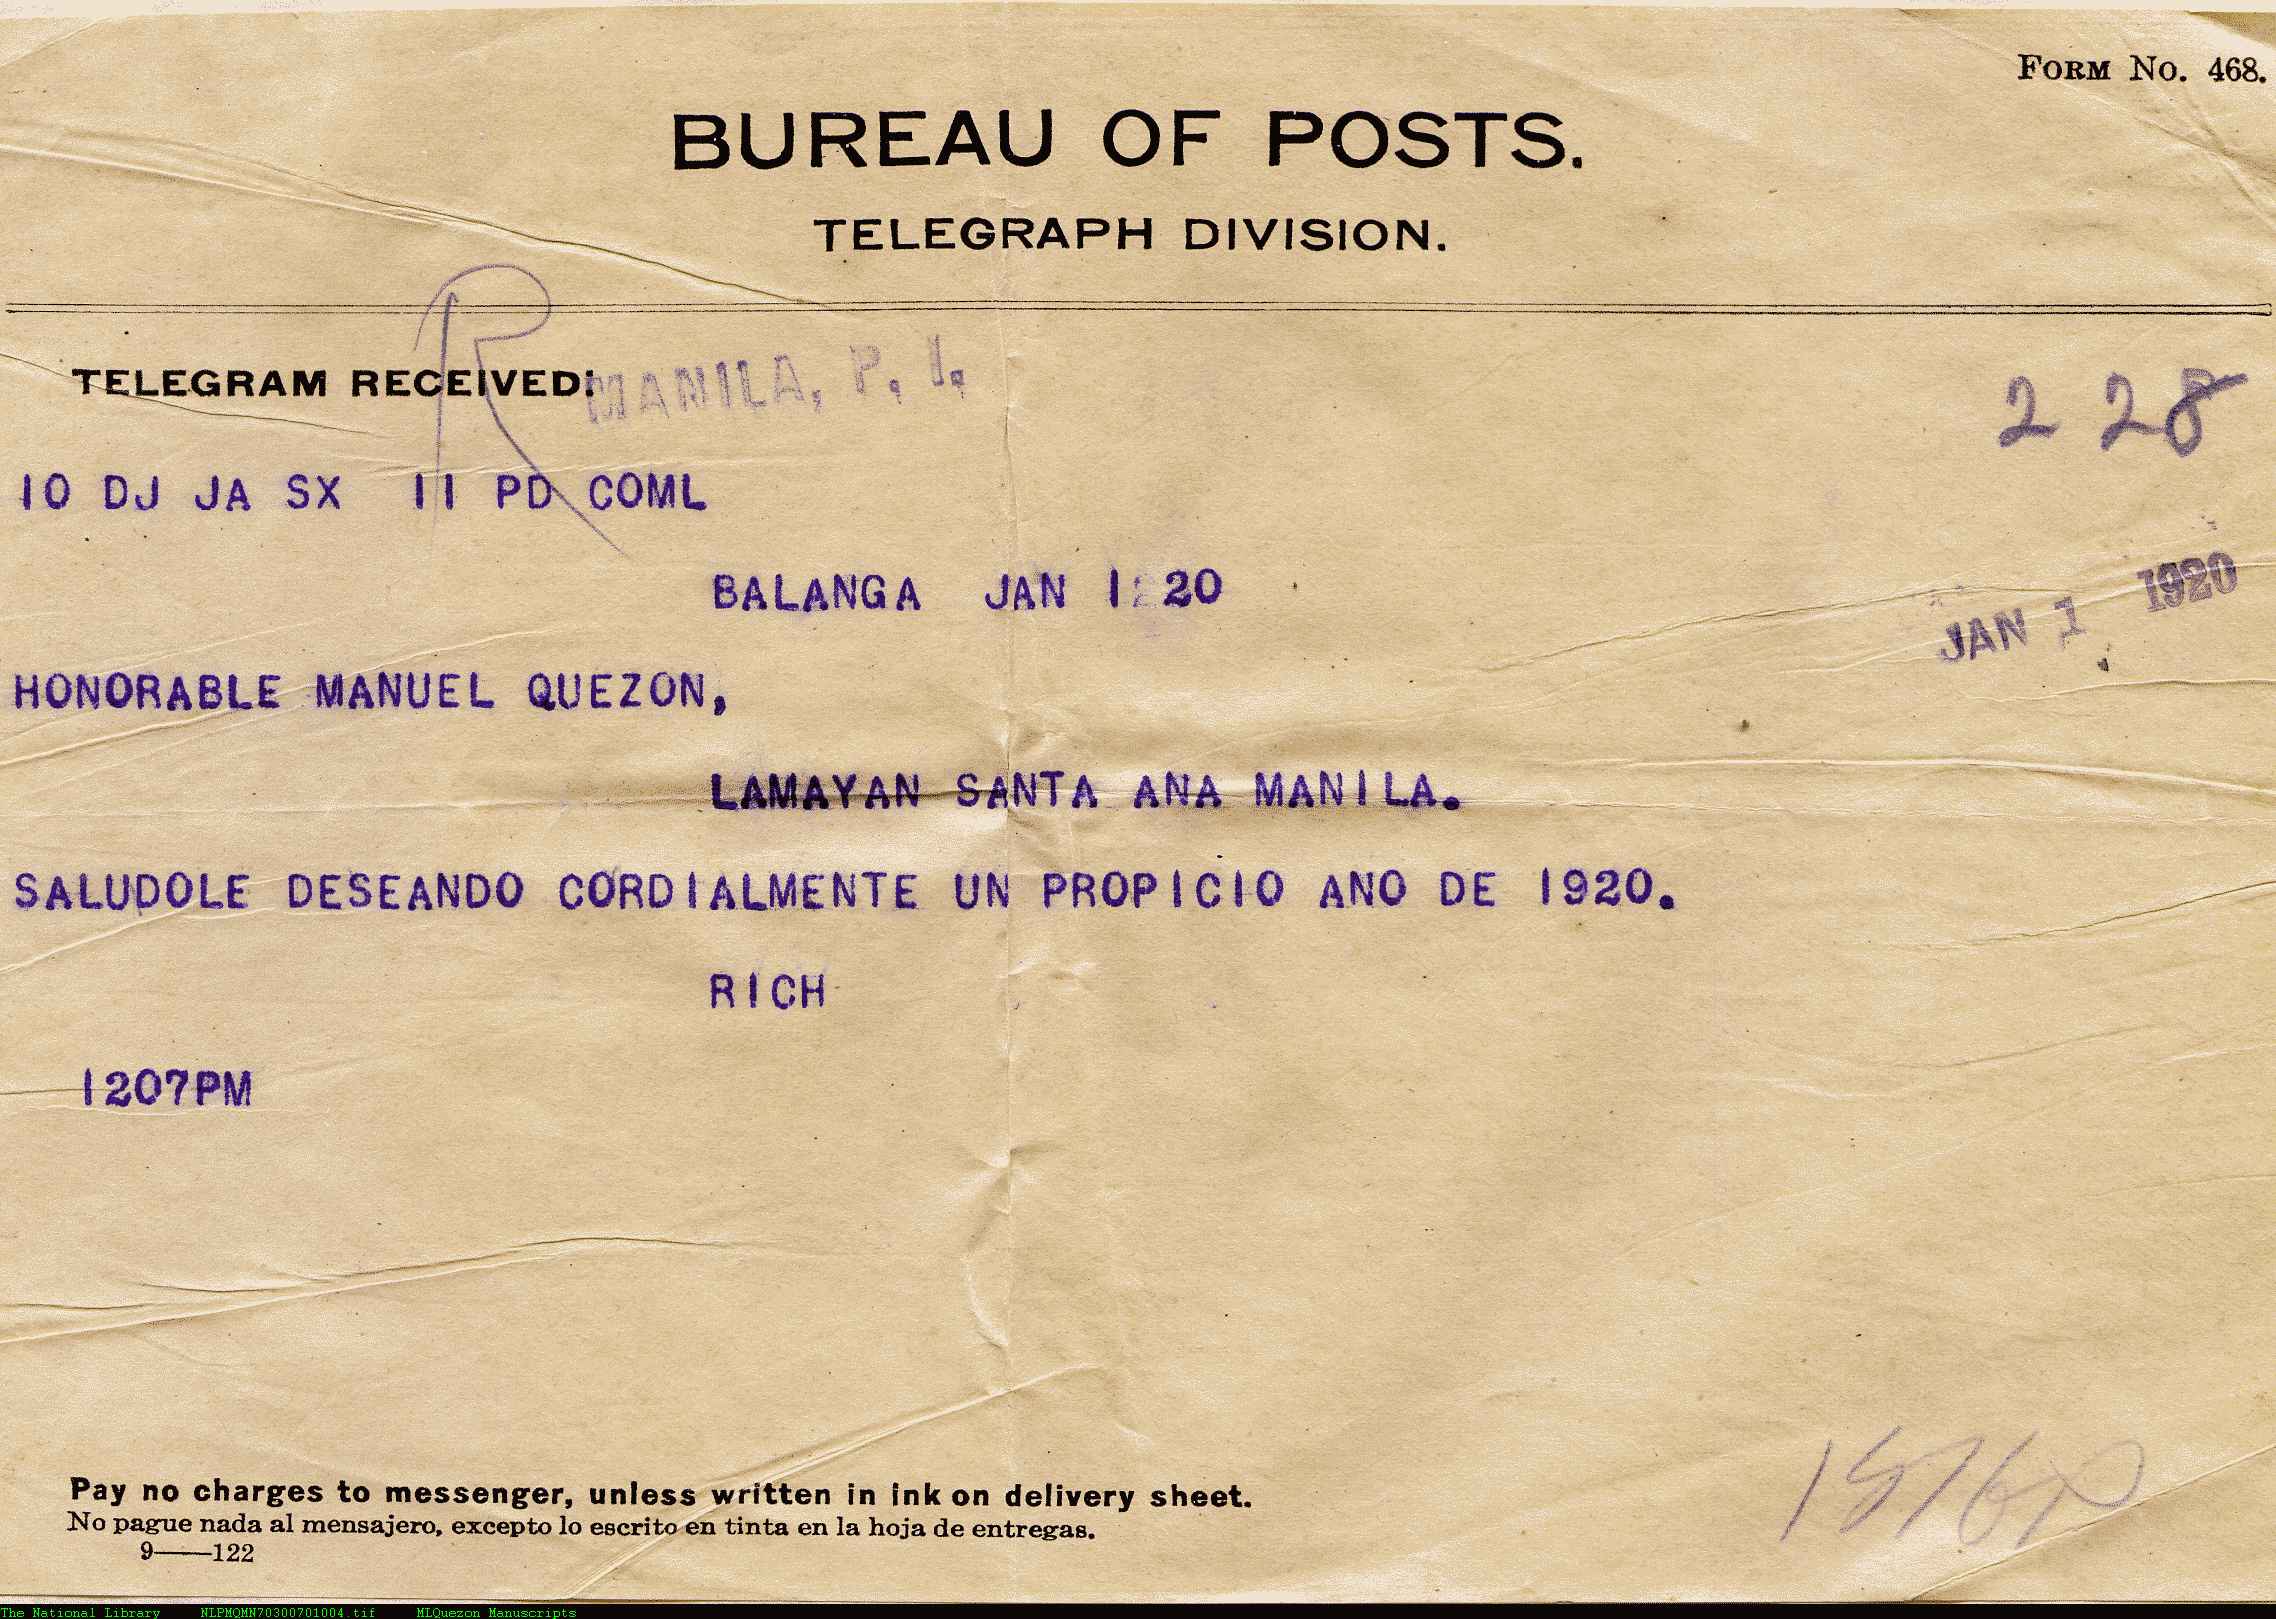 FORM NO. 468.
BUREAU OF POSTS.
TELEGRAPH DIVISION.
R
TELEGRAM RECEIVED:
MANILA, P. I.
2 28
10 DJ JA SX 11 PD COML
BALANGA JAN 1 20
JAN 1 1920
HONORABLE MANUEL QUEZON,
LAMAYAN SANTA ANA MANILA.
SALUDOLE DESEANDO CORDIALMENTE UN PROPICIO ANO DE 1920.
RICH
1207PM
Pay no charges to messenger, unless written in ink on delivery sheet.
No pague nada al mensajero, excepto lo escrito en tinta en la hoja de entregas.
9——122
The National Library NLPMQMN70300701004.tif MLQuezon Manuscripts